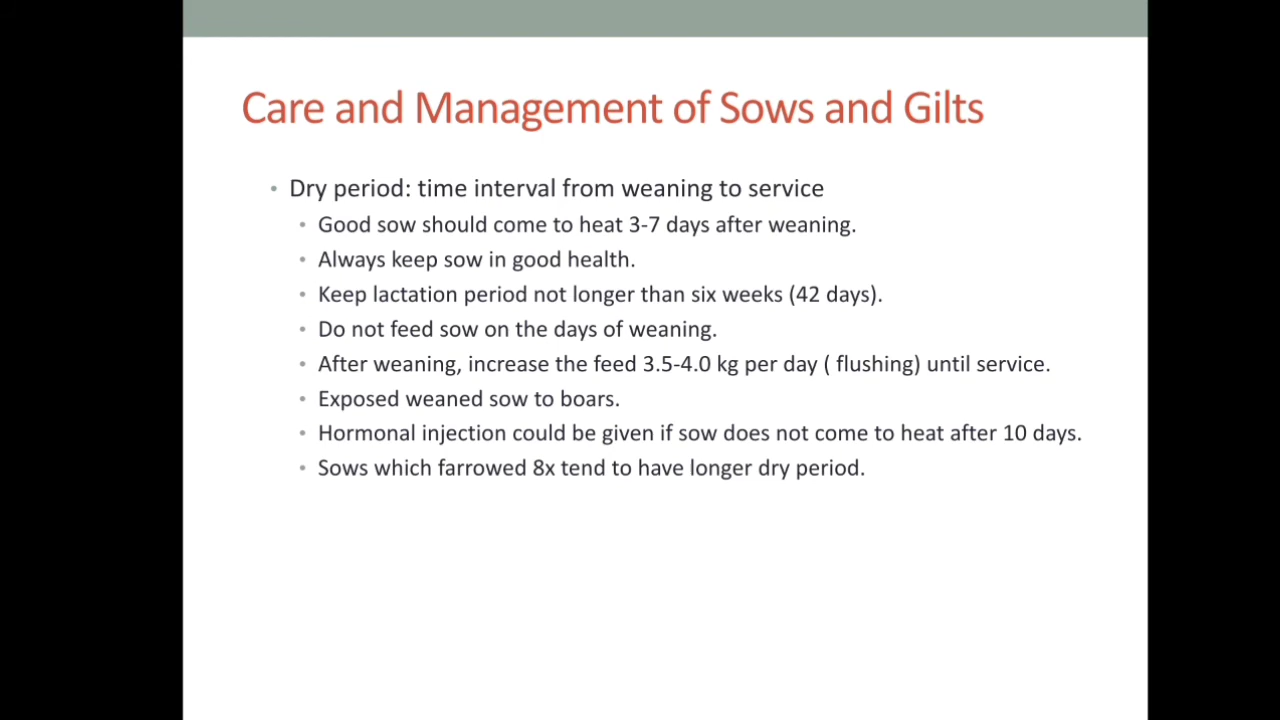 Care and Management of Sows and Gilts
• Dry period: time interval from weaning to service
• Good sow should come to heat 3-7 days after weaning.
• Always keep sow in good health.
• Keep lactation period not longer than six weeks (42 days).
• Do not feed sow on the days of weaning.
• After weaning, increase the feed 3.5-4.0 kg per day ( flushing) until service.
• Exposed weaned sow to boars.
• Hormonal injection could be given if sow does not come to heat after 10 days.
• Sows which farrowed 8x tend to have longer dry period.